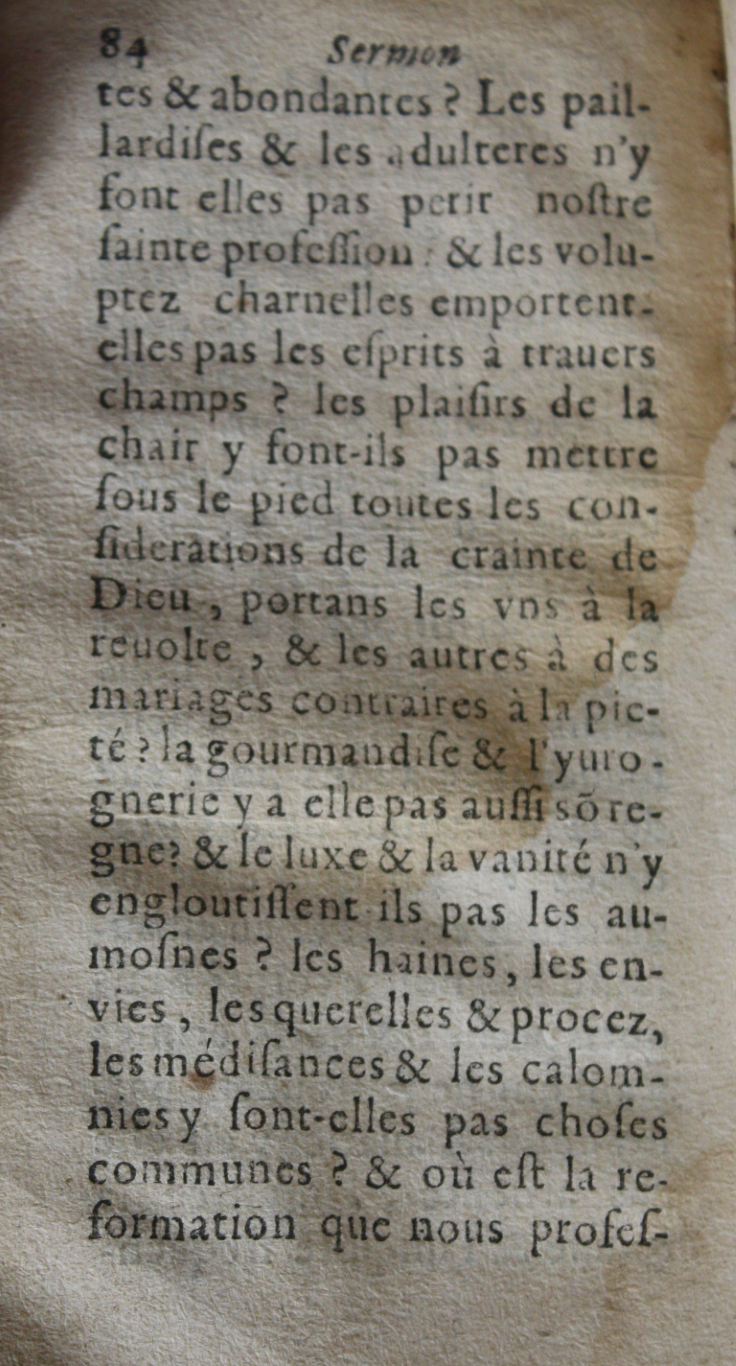 84 Sermon
tes & abondantes ? Les pail-
lardiſes & les adulteres n'y
font elles pas perir noſtre
ſainte profeſſion : & les volu-
ptez charnelles emportent-
elles pas les eſprits à trauers
champs ? les plaiſirs de la
chair y font-ils pas mettre
ſous le pied toutes les con-
ſiderations de la crainte de
Dieu , portans les vns à la
reuolte , & les autres à des
mariages contraires à la pie-
té ? la gourmandiſe & l'yuro-
gnerie y a elle pas auſſi sõ re-
gne? & le luxe & la vanité n'y
engloutiſſent ils pas les au-
moſnes ? les haines, les en-
vies , les querelles & procez,
les médiſances & les calom-
nies y ſont-elles pas choſes
communes ? & où eſt la re-
formation que nous profeſ-